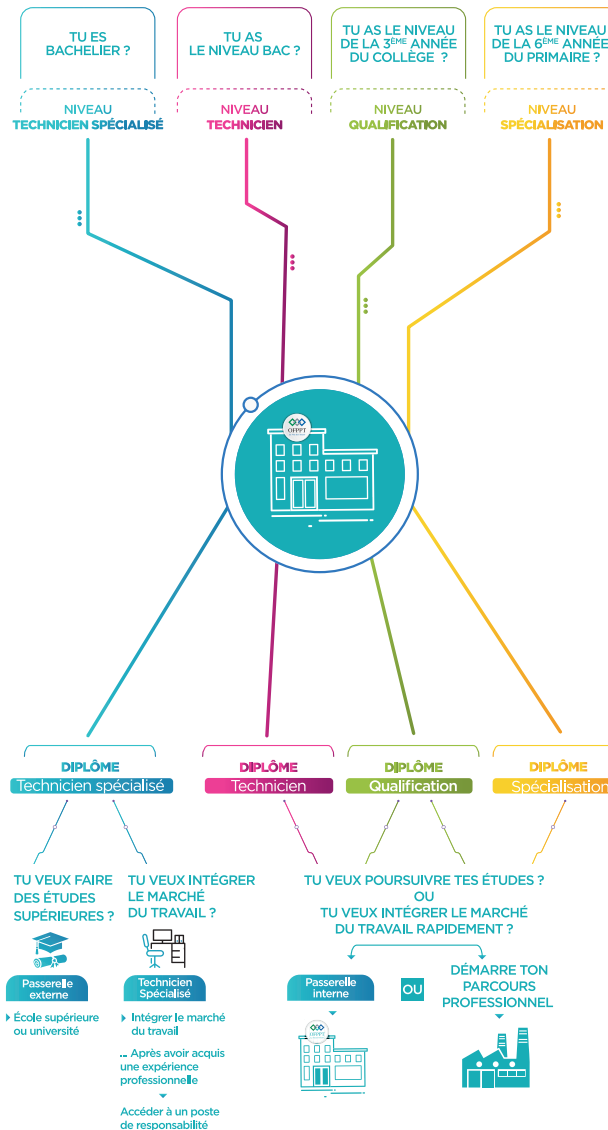 TU ES
BACHELIER ?
TU AS
LE NIVEAU BAC ?
TU AS LE NIVEAU
DE LA 3ÈME ANNÉE
DU COLLÈGE ?
TU AS LE NIVEAU
DE LA 6ÈME ANNÉE
DU PRIMAIRE ?
NIVEAU
TECHNICIEN SPÉCIALISÉ
NIVEAU
TECHNICIEN
NIVEAU
QUALIFICATION
NIVEAU
SPÉCIALISATION
OFPPT
DIPLÔME
Technicien spécialisé
DIPLÔME
Technicien
DIPLÔME
Qualification
DIPLÔME
Spécialisation
TU VEUX FAIRE
DES ÉTUDES
SUPÉRIEURES ?
Passerelle
externe
École supérieure
ou université
TU VEUX INTÉGRER
LE MARCHÉ
DU TRAVAIL ?
Technicien
Spécialisé
Intégrer le marché
du travail
... Après avoir acquis
une expérience
professionnelle
Accéder à un poste
de responsabilité
TU VEUX POURSUIVRE TES ÉTUDES ?
OU
TU VEUX INTÉGRER LE MARCHÉ
DU TRAVAIL RAPIDEMENT ?
Passerelle
interne
OFPPT
OU
DÉMARRE TON
PARCOURS
PROFESSIONNEL